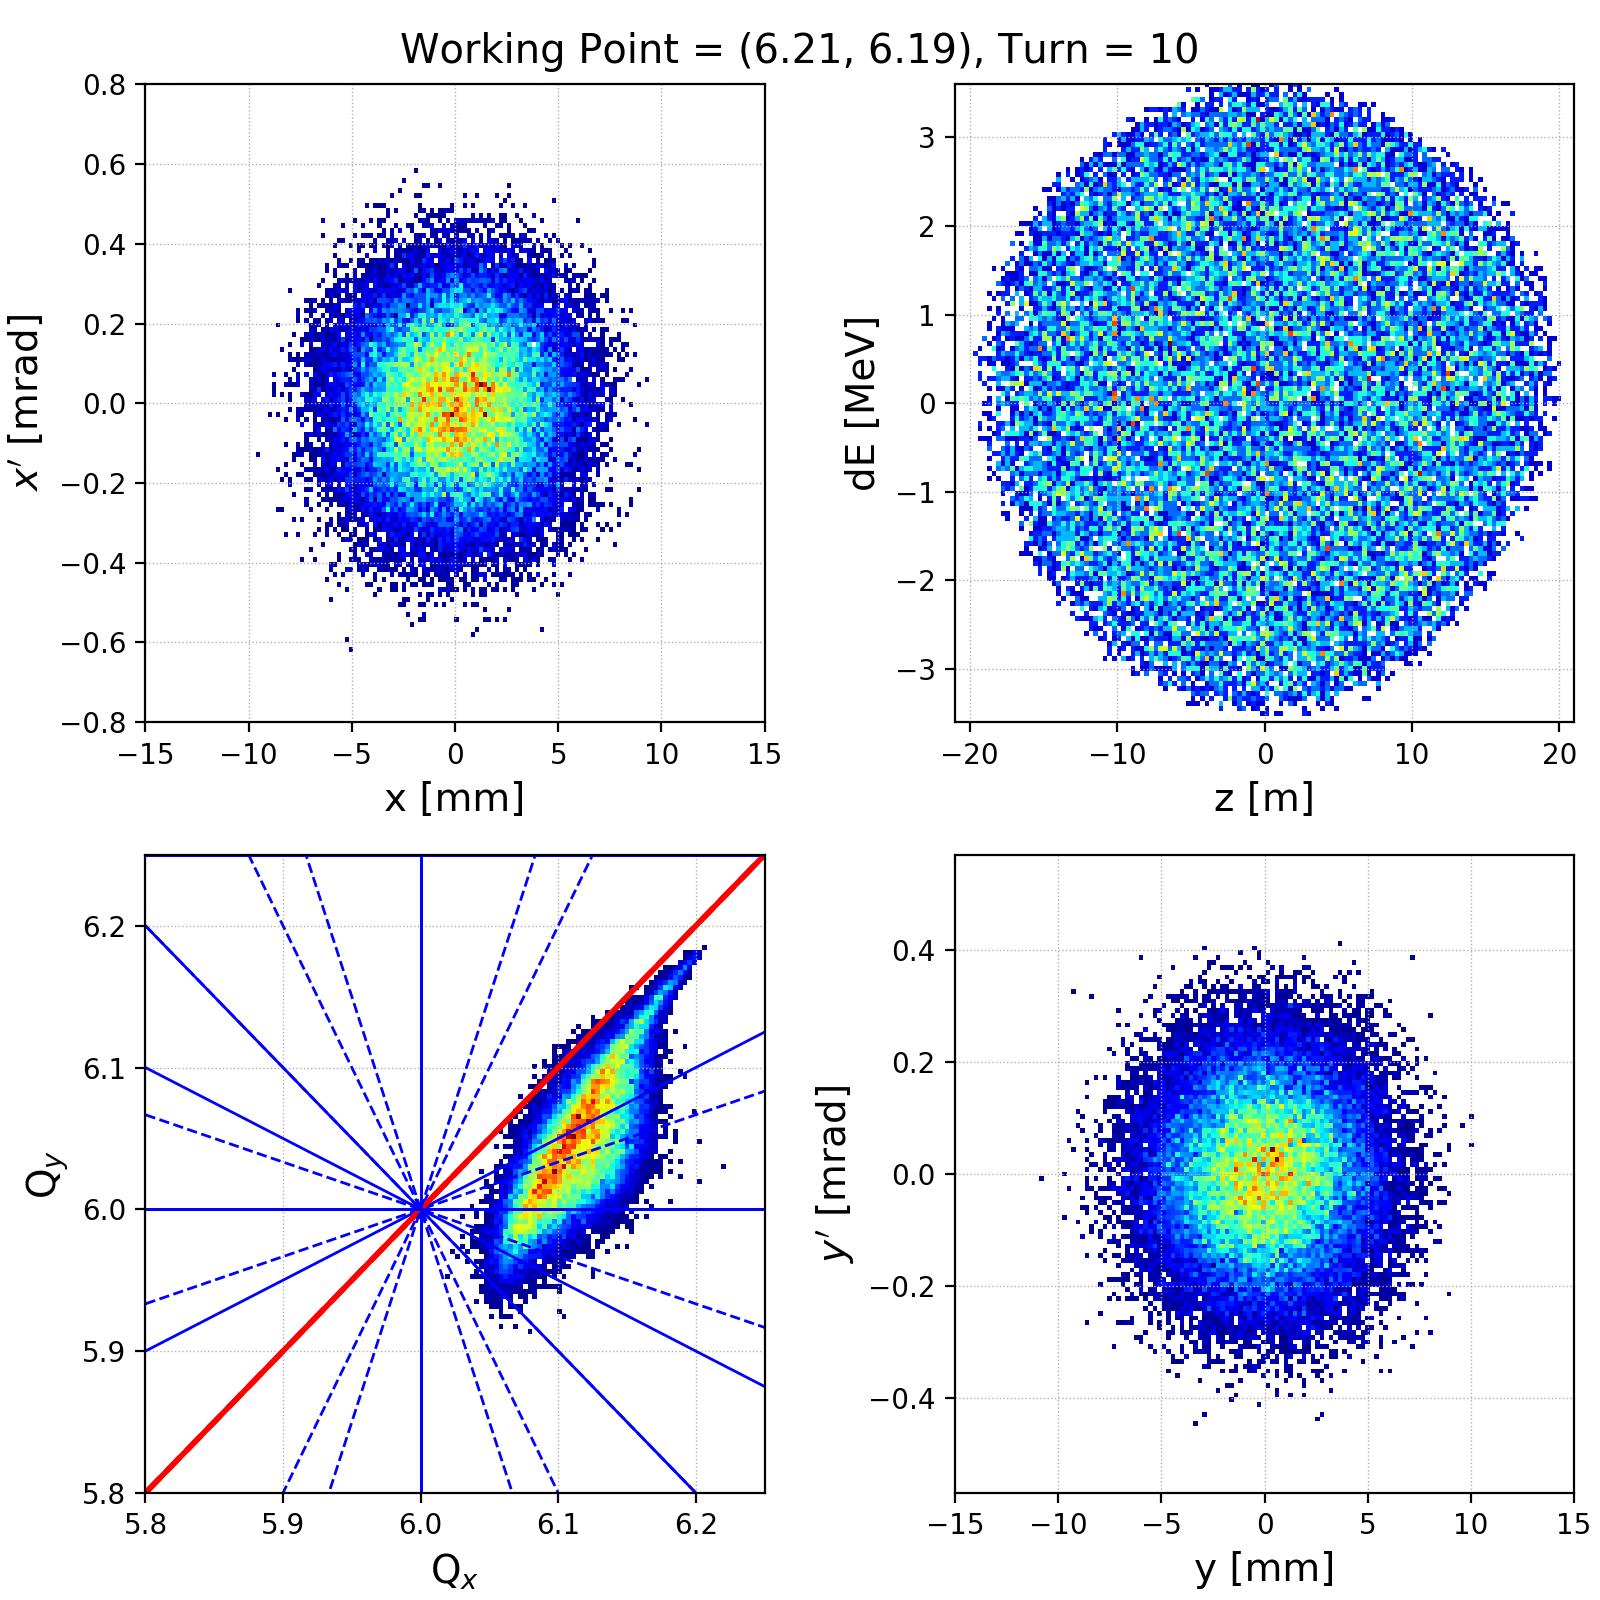 Working Point = (6.21, 6.19), Turn = 10
0.8
0.6
0.4
0.2
0.0
−0.2
−0.4
−0.6
−0.8
x′ [mrad]
−15 −10 −5 0 5 10 15
x [mm]
3
2
1
0
−1
−2
−3
dE [MeV]
−20 −10 0 10 20
z [m]
6.2
6.1
6.0
5.9
5.8
Qy
5.8 5.9 6.0 6.1 6.2
Qx
0.4
0.2
0.0
−0.2
−0.4
y′ [mrad]
−15 −10 −5 0 5 10 15
y [mm]